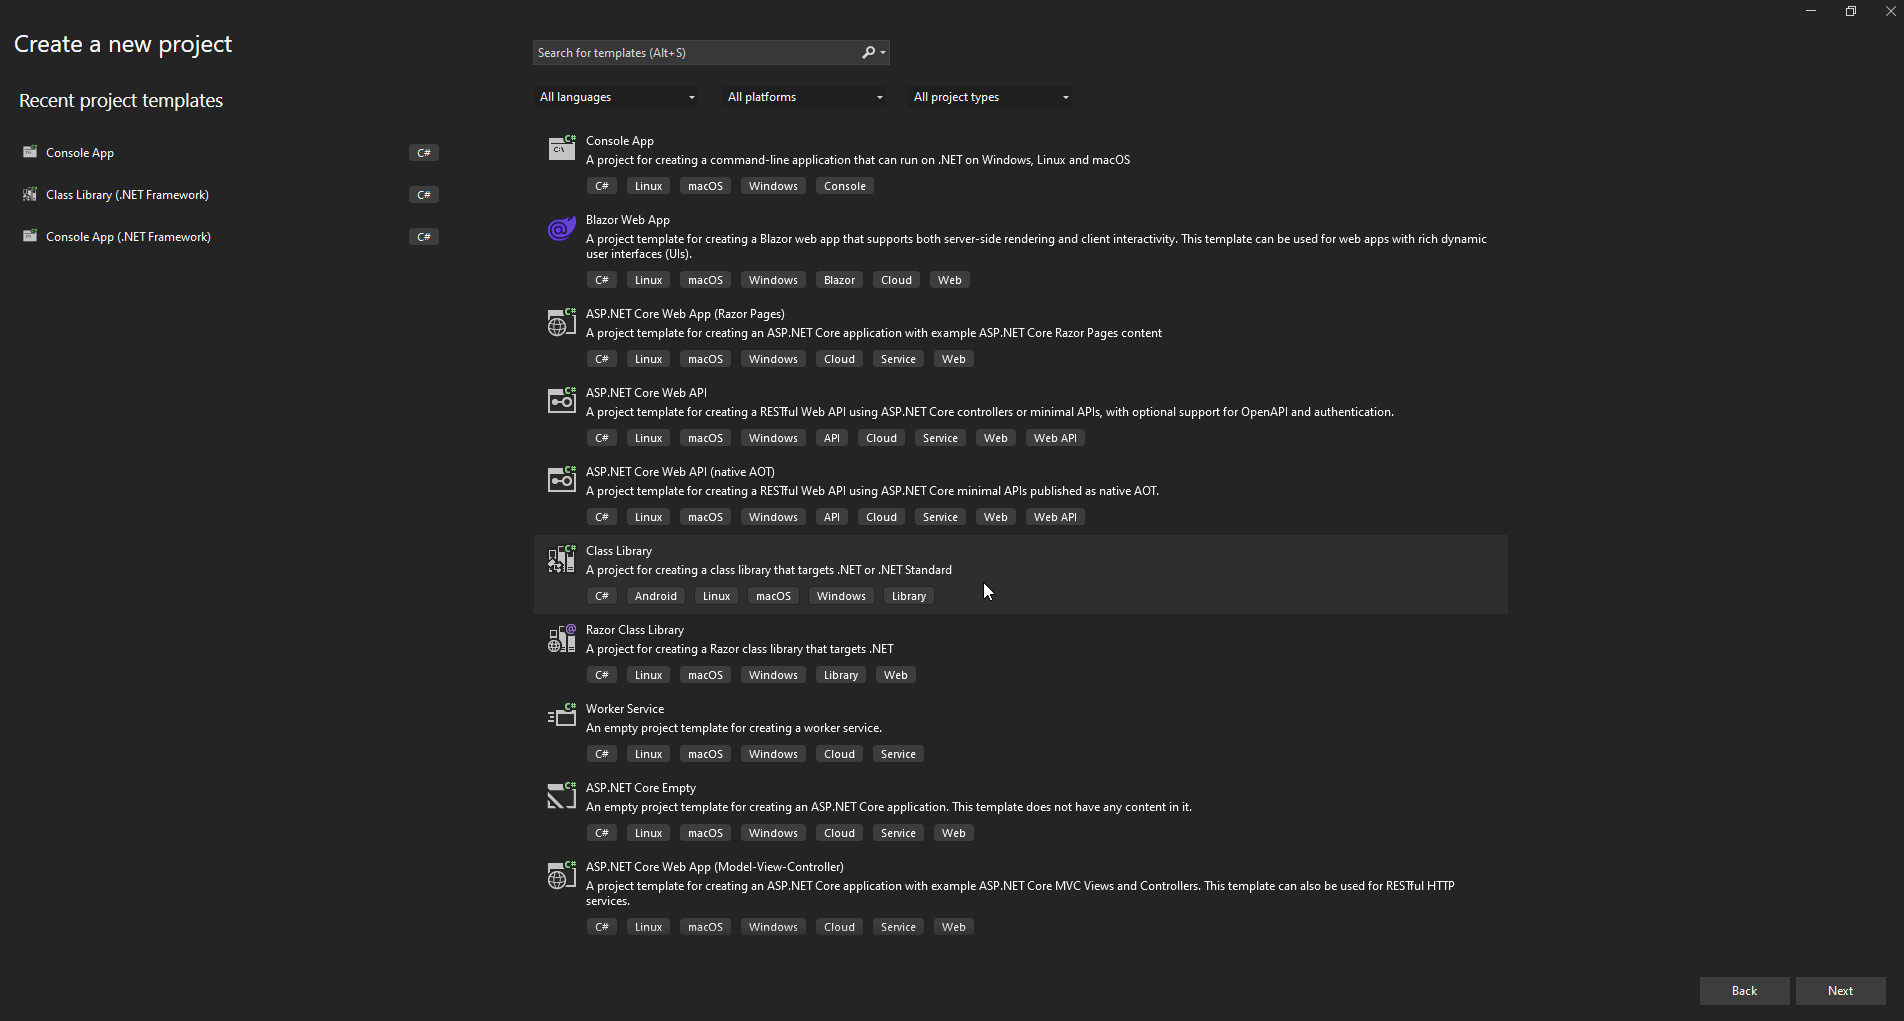 Create a new project
Search for templates (Alt+S)
Recent project templates
All languages
All platforms
All project types
Console App
C#
Class Library (.NET Framework)
C#
Console App (.NET Framework)
C#
Console App
A project for creating a command-line application that can run on .NET on Windows, Linux and macOS
C# Linux macOS Windows Console
Blazor Web App
A project template for creating a Blazor web app that supports both server-side rendering and client interactivity. This template can be used for web apps with rich dynamic
user interfaces (UIs).
C# Linux macOS Windows Blazor Cloud Web
ASP.NET Core Web App (Razor Pages)
A project template for creating an ASP.NET Core application with example ASP.NET Core Razor Pages content
C# Linux macOS Windows Cloud Service Web
ASP.NET Core Web API
A project template for creating a RESTful Web API using ASP.NET Core controllers or minimal APIs, with optional support for OpenAPI and authentication.
C# Linux macOS Windows API Cloud Service Web Web API
ASP.NET Core Web API (native AOT)
A project template for creating a RESTful Web API using ASP.NET Core minimal APIs published as native AOT.
C# Linux macOS Windows API Cloud Service Web Web API
Class Library
A project for creating a class library that targets .NET or .NET Standard
C# Android Linux macOS Windows Library
Razor Class Library
A project for creating a Razor class library that targets .NET
C# Linux macOS Windows Library Web
Worker Service
An empty project template for creating a worker service.
C# Linux macOS Windows Cloud Service
ASP.NET Core Empty
An empty project template for creating an ASP.NET Core application. This template does not have any content in it.
C# Linux macOS Windows Cloud Service Web
ASP.NET Core Web App (Model-View-Controller)
A project template for creating an ASP.NET Core application with example ASP.NET Core MVC Views and Controllers. This template can also be used for RESTful HTTP
services.
C# Linux macOS Windows Cloud Service Web
Back
Next